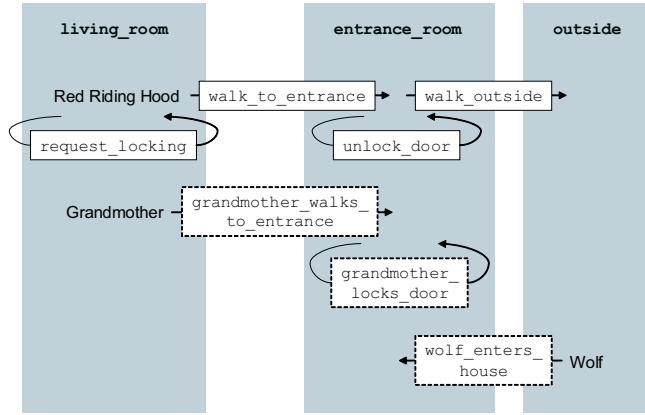 living_room entrance_room outside
Red Riding Hood walk_to_entrance walk_outside
request_locking unlock_door
Grandmother grandmother_walks_
to_entrance
grandmother_
locks_door
wolf_enters_
house
Wolf